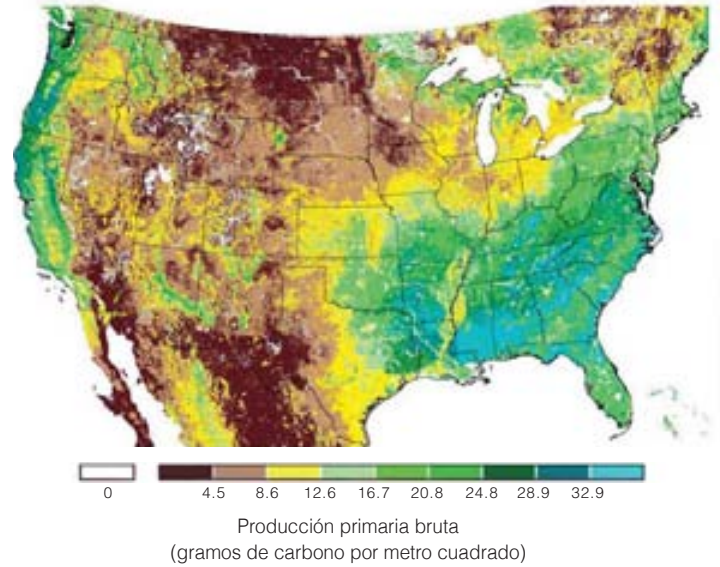 0 4.5 8.6 12.6 16.7 20.8 24.8 28.9 32.9
Producción primaria bruta
(gramos de carbono por metro cuadrado)